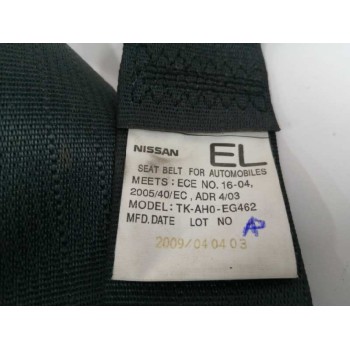 NISSAN EL
SEAT BELT FOR AUTOMOBILES
MEETS : ECE NO. 16-04,
2005/40/EC , ADR 4/03
MODEL: TK-AH0-EG462
MFD.DATE LOT NO
2009/04 04 03